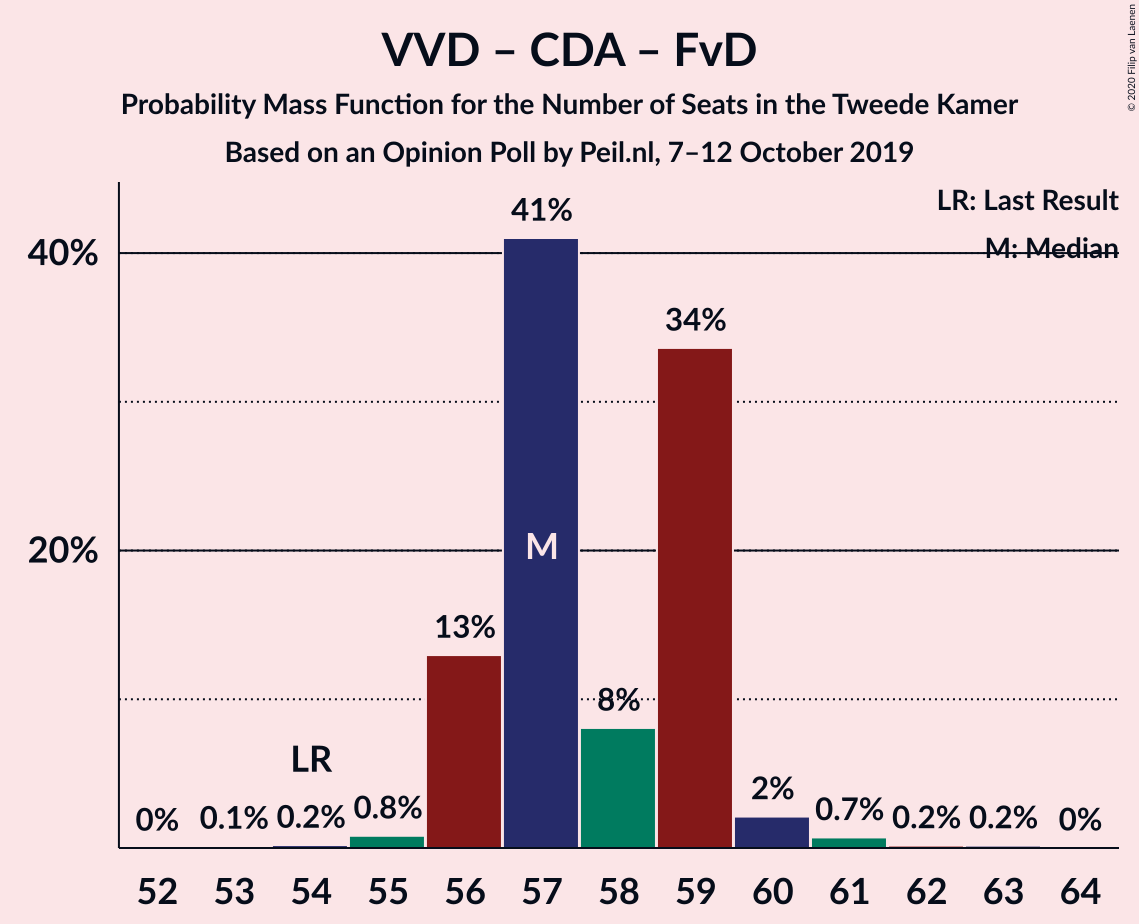 VVD – CDA – FvD
Probability Mass Function for the Number of Seats in the Tweede Kamer
Based on an Opinion Poll by Peil.nl, 7–12 October 2019
© 2020 Filip van Laenen
LR: Last Result
M: Median
40%
20%
0%
0.1%
0.2%
LR
0.8%
13%
41%
M
8%
34%
2%
0.7%
0.2%
0.2%
0%
52 53 54 55 56 57 58 59 60 61 62 63 64